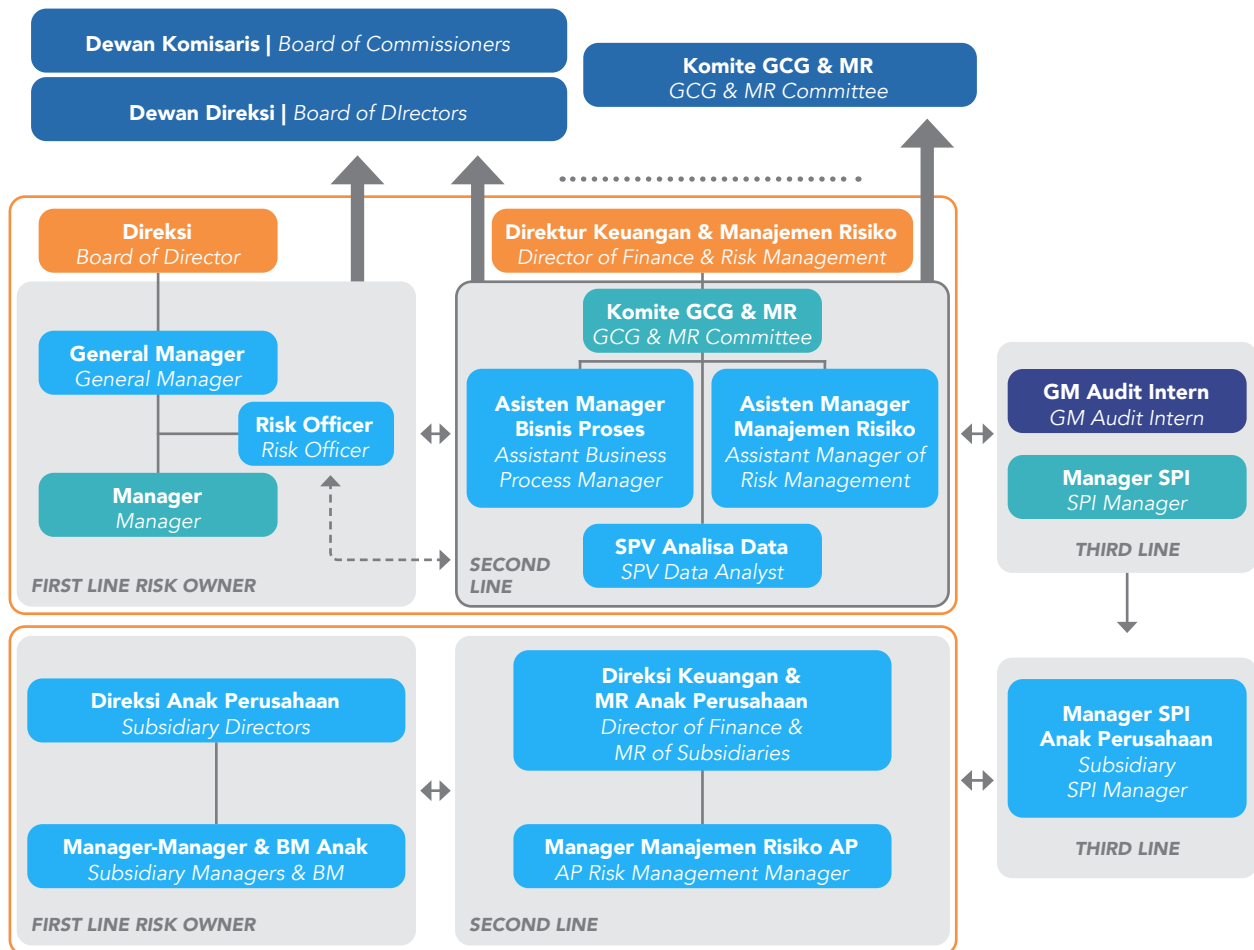 Dewan Komisaris | Board of Commissioners
Dewan Direksi | Board of DIrectors
Komite GCG & MR
GCG & MR Committee
Direksi
Board of Director
General Manager
General Manager
Risk Officer
Risk Officer
Manager
Manager
FIRST LINE RISK OWNER
Direktur Keuangan & Manajemen Risiko
Director of Finance & Risk Management
Komite GCG & MR
GCG & MR Committee
Asisten Manager
Bisnis Proses
Assistant Business
Process Manager
Asisten Manager
Manajemen Risiko
Assistant Manager of
Risk Management
SPV Analisa Data
SPV Data Analyst
SECOND
LINE
GM Audit Intern
GM Audit Intern
Manager SPI
SPI Manager
THIRD LINE
Direksi Anak Perusahaan
Subsidiary Directors
Manager-Manager & BM Anak
Subsidiary Managers & BM
FIRST LINE RISK OWNER
Direksi Keuangan &
MR Anak Perusahaan
Director of Finance &
MR of Subsidiaries
Manager Manajemen Risiko AP
AP Risk Management Manager
SECOND LINE
Manager SPI
Anak Perusahaan
Subsidiary
SPI Manager
THIRD LINE